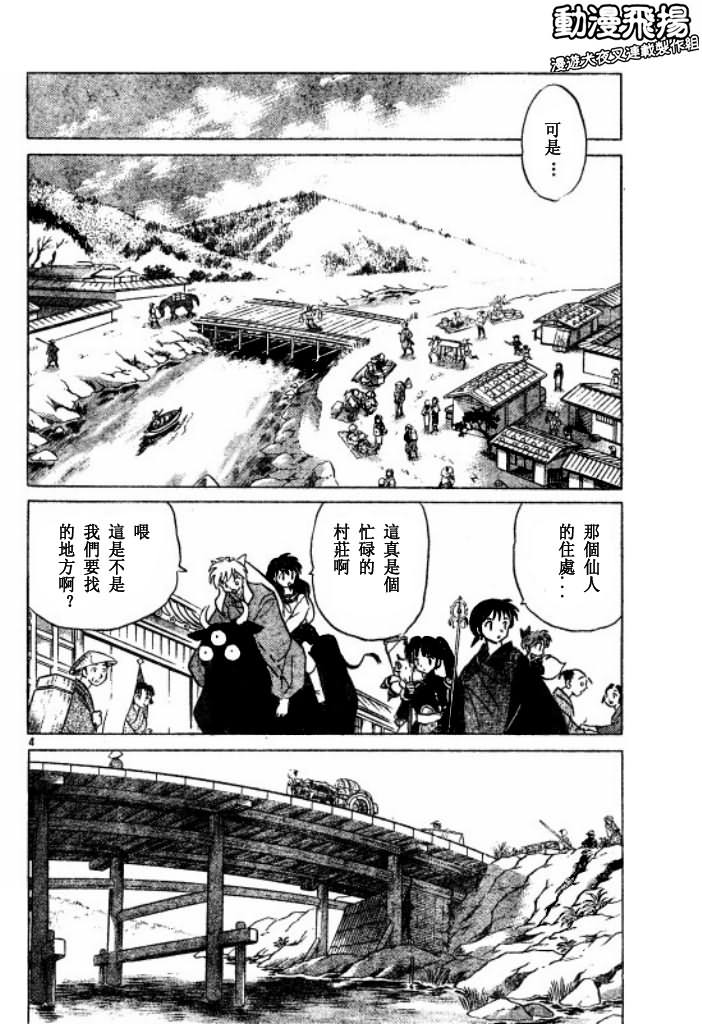 動漫飛揚
漫遊犬夜叉連載製作組
可是…
那個仙人
的住處…
這真是個
忙碌的
村莊啊
喂
這是不是
我們要找
的地方啊？
4